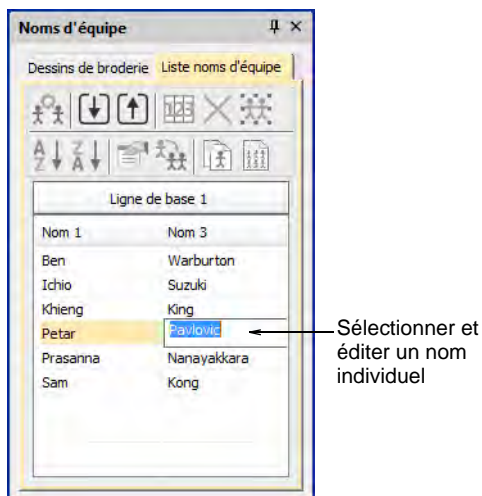 Noms d'équipe
Dessins de broderie Liste noms d'équipe
123
A Z Z A
Ligne de base 1
Nom 1 Nom 3
Ben Warburton
Ichio Suzuki
Khieng King
Petar Pavlovic
Prasanna Nanayakkara
Sam Kong
Sélectionner et
éditer un nom
individuel